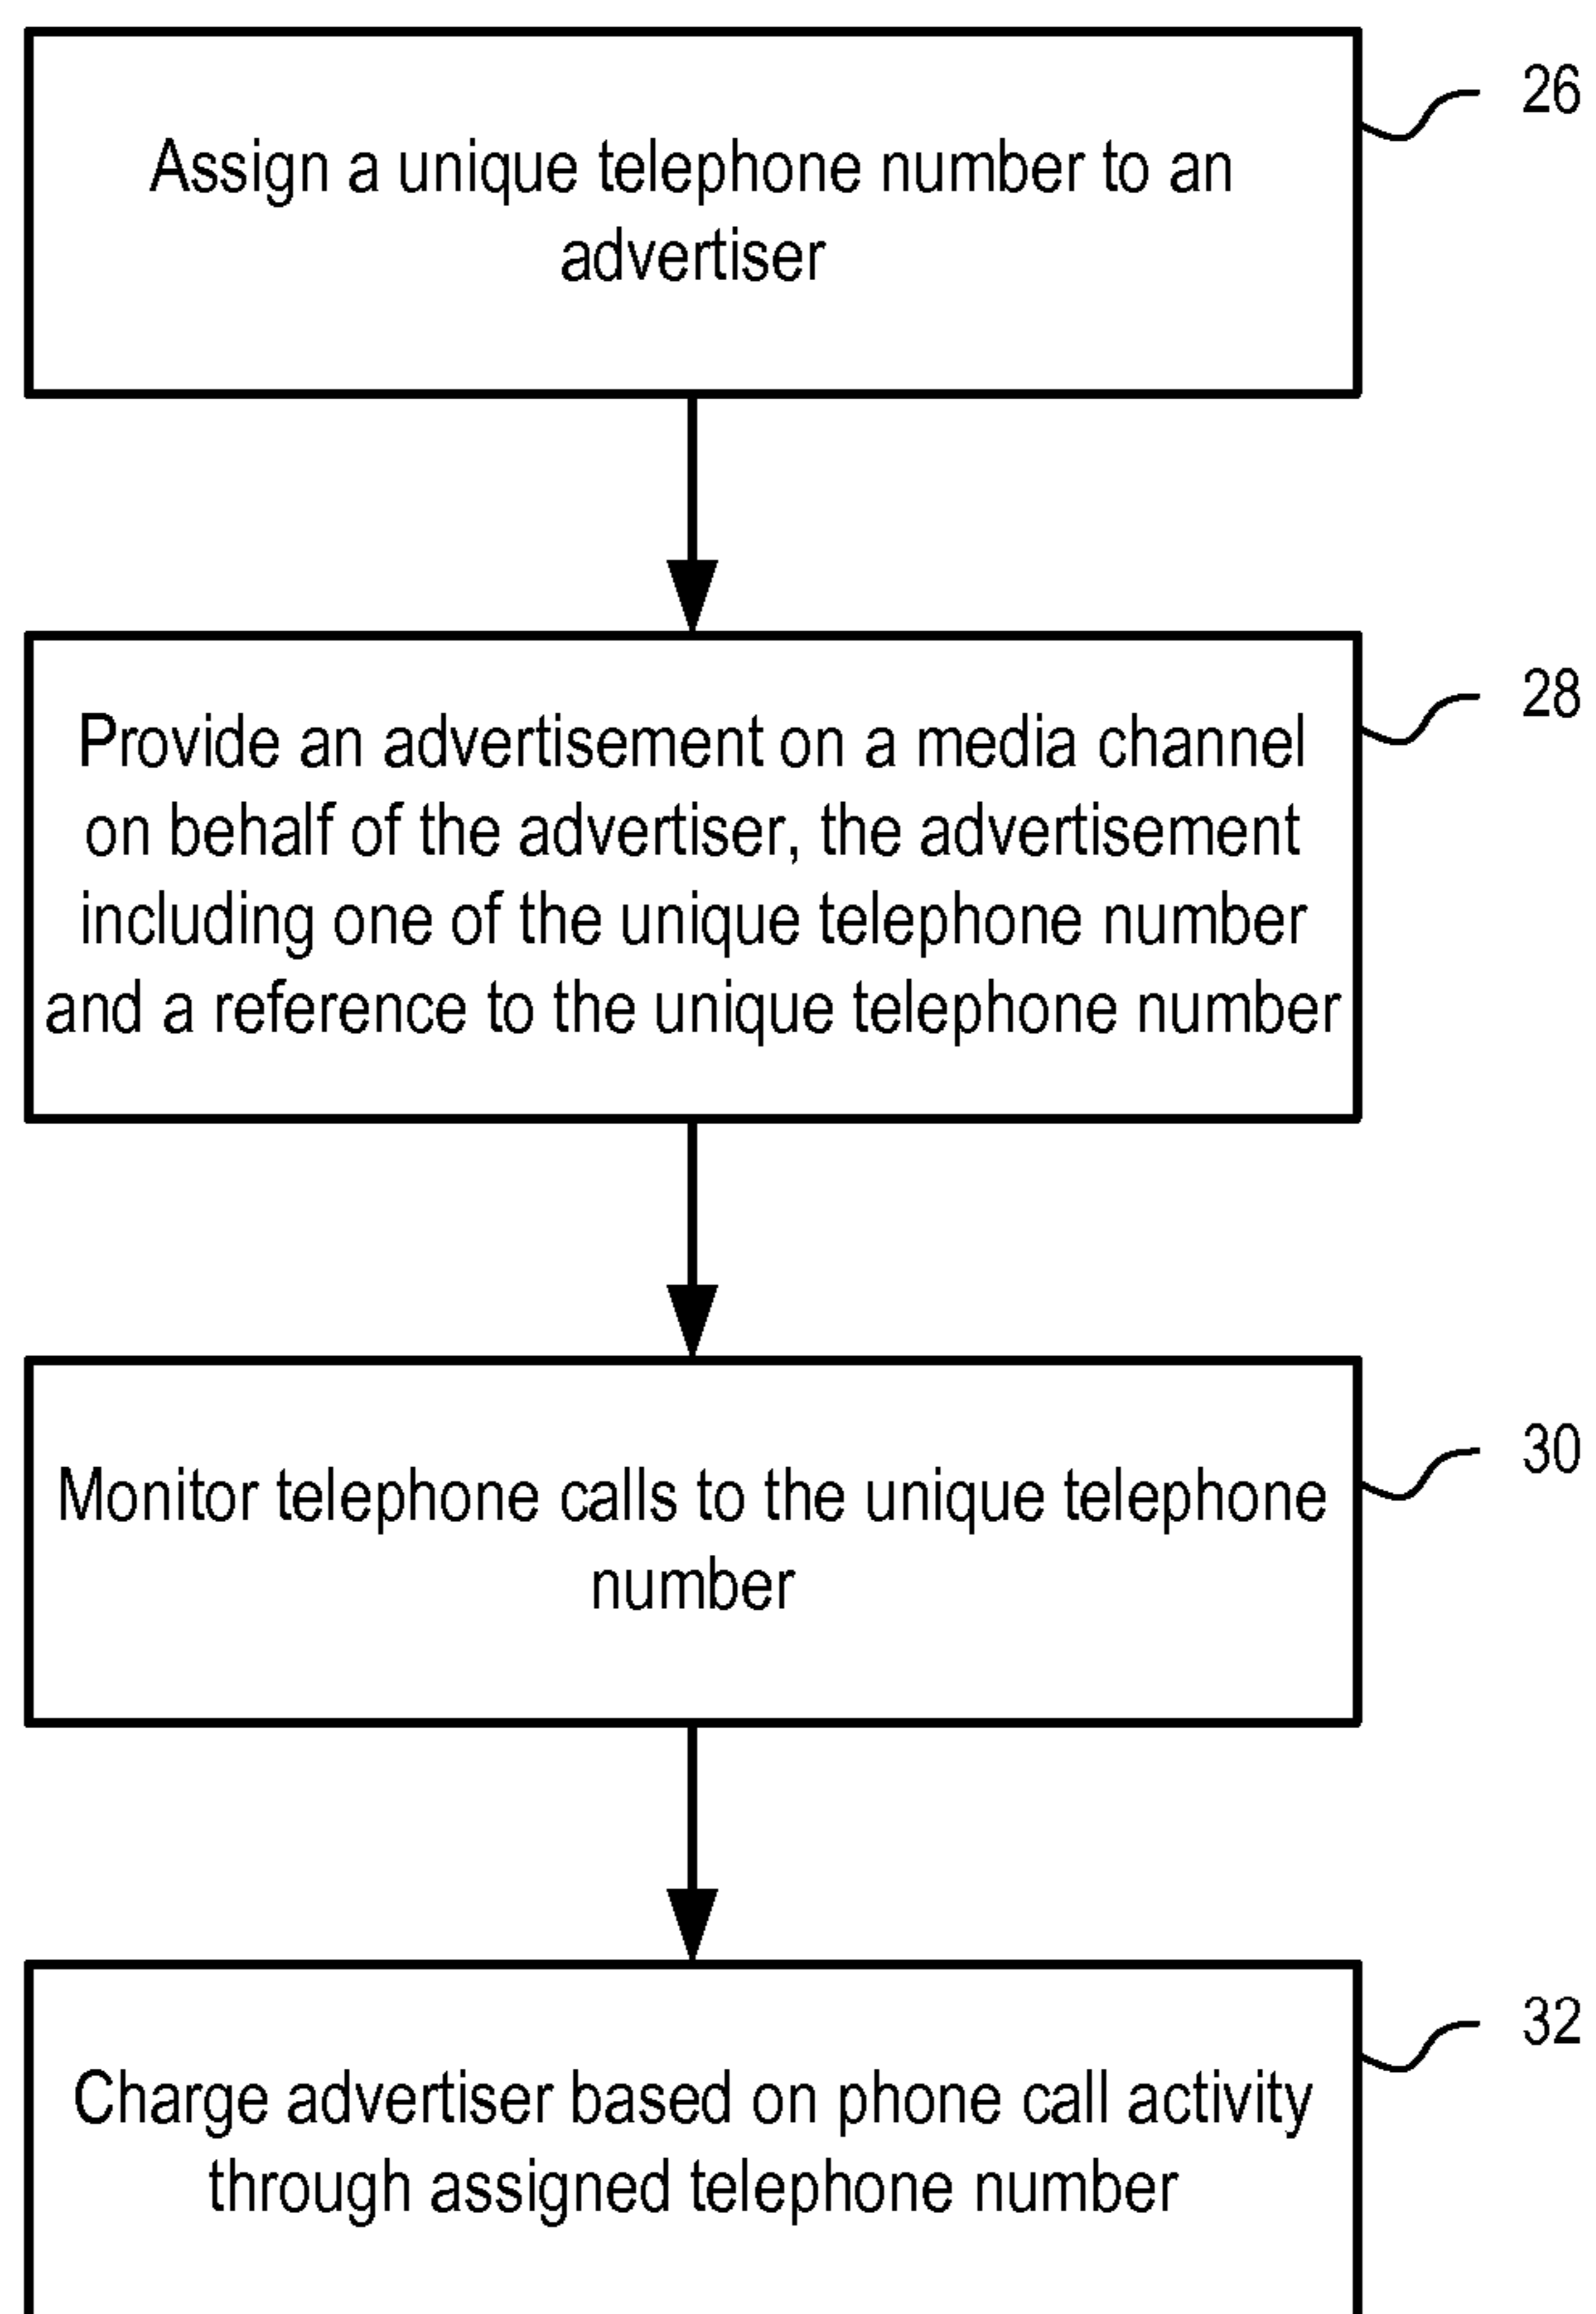 26
Assign a unique telephone number to an
advertiser
28
Provide an advertisement on a media channel
on behalf of the advertiser, the advertisement
including one of the unique telephone number
and a reference to the unique telephone number
30
Monitor telephone calls to the unique telephone
number
32
Charge advertiser based on phone call activity
through assigned telephone number